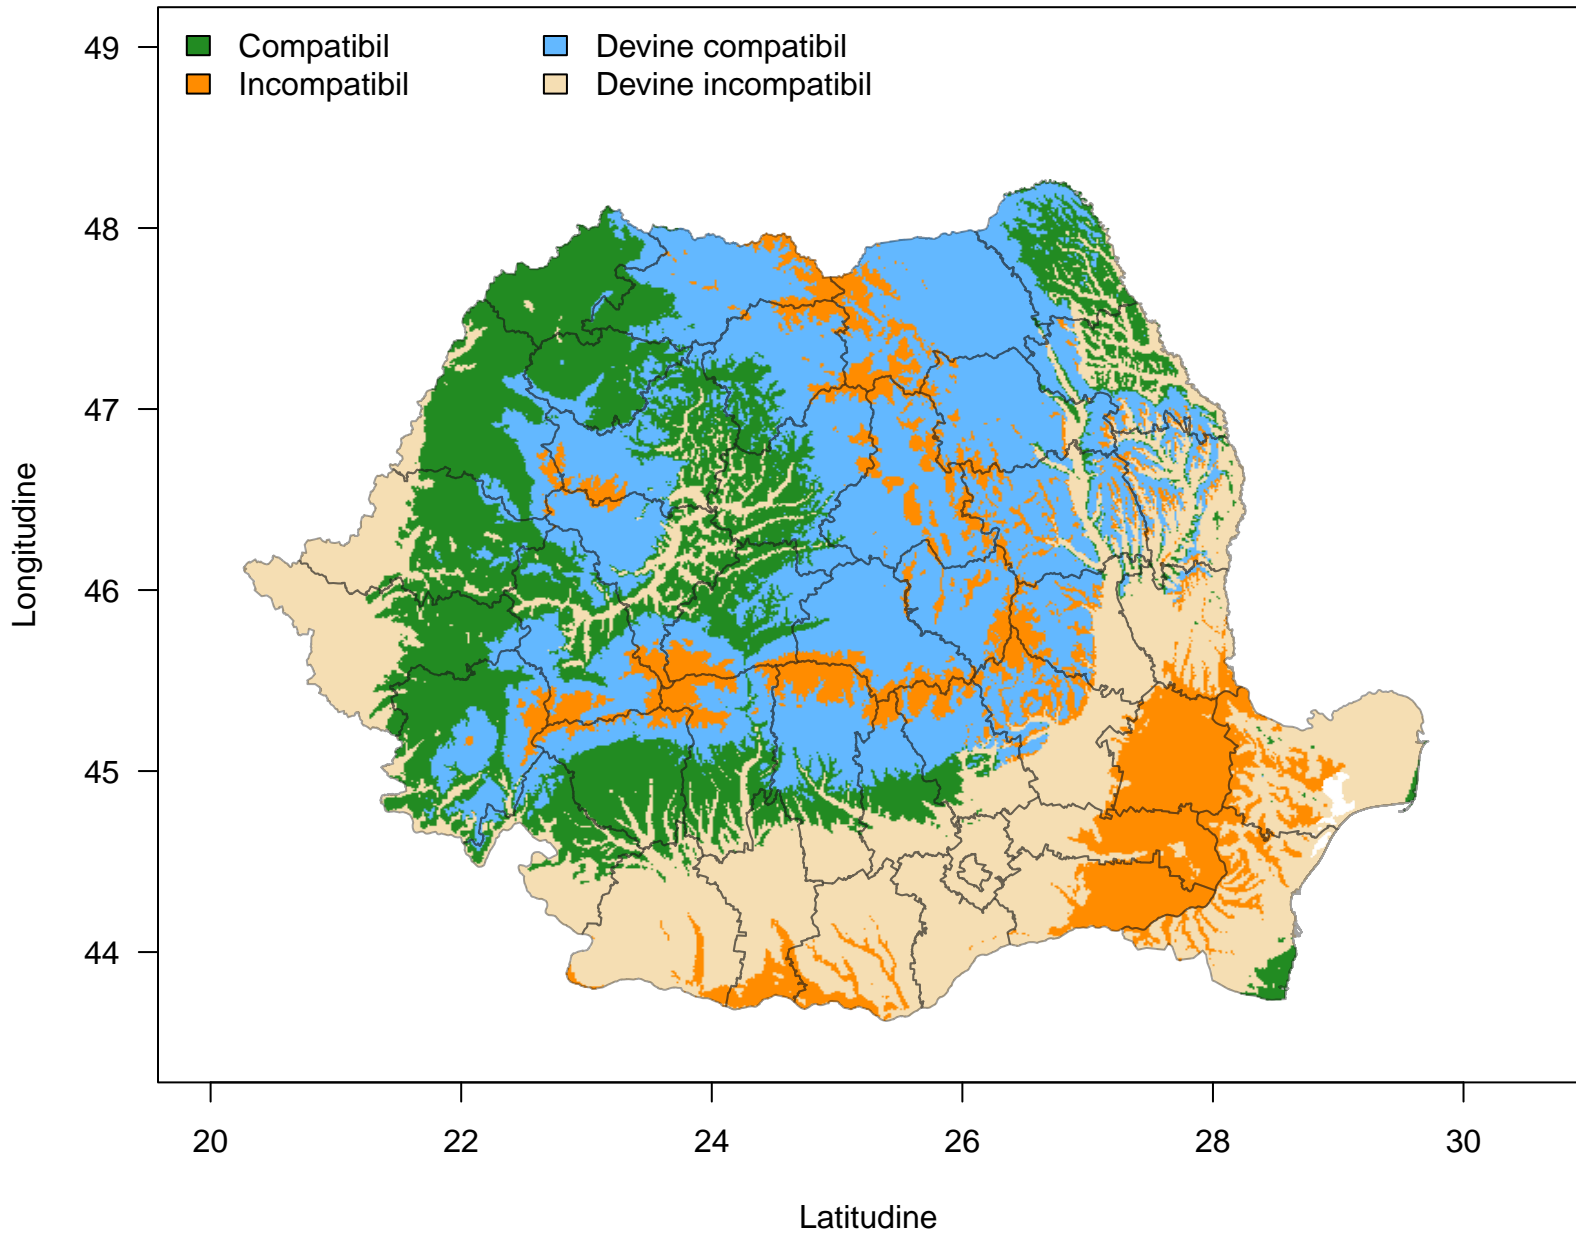 Compatibil
Incompatibil
Devine compatibil
Devine incompatibil
49
48
47
46
45
44
Longitudine
20 22 24 26 28 30
Latitudine